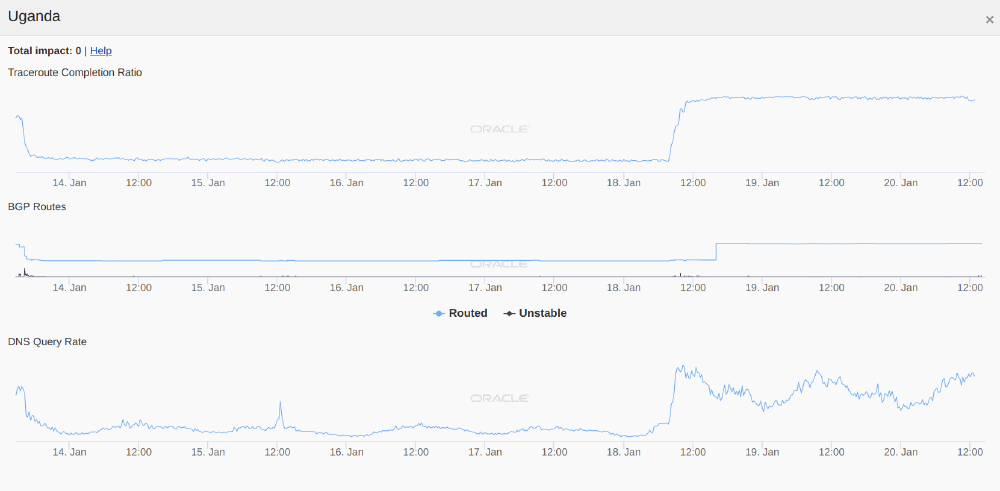 Uganda
×
Total impact: 0 | Help
Traceroute Completion Ratio
ORACLE
14. Jan 12:00 15. Jan 12:00 16. Jan 12:00 17. Jan 12:00 18. Jan 12:00 19. Jan 12:00 20. Jan 12:00
BGP Routes
ORACLE
14. Jan 12:00 15. Jan 12:00 16. Jan 12:00 17. Jan 12:00 18. Jan 12:00 19. Jan 12:00 20. Jan 12:00
Routed Unstable
DNS Query Rate
ORACLE
14. Jan 12:00 15. Jan 12:00 16. Jan 12:00 17. Jan 12:00 18. Jan 12:00 19. Jan 12:00 20. Jan 12:00